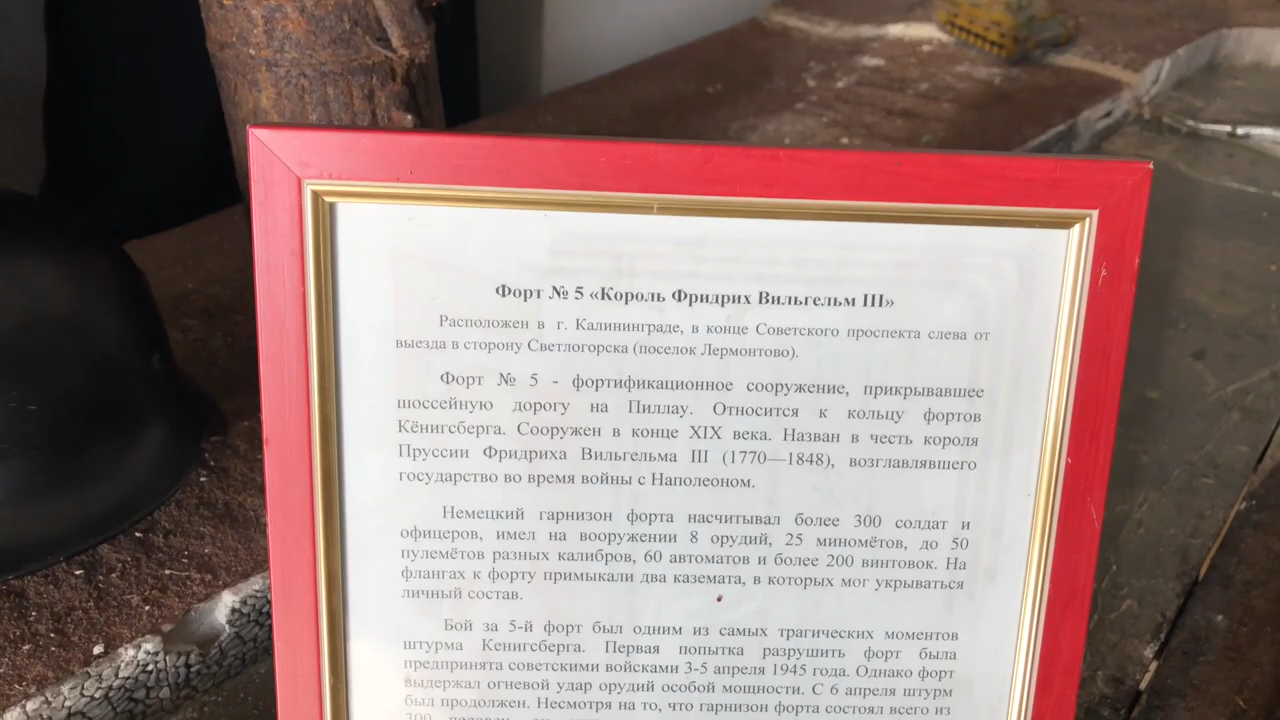 Форт № 5 «Король Фридрих Вильгельм III»
Расположен в г. Калининграде, в конце Советского проспекта слева от
выезда в сторону Светлогорска (поселок Лермонтово).
Форт № 5 - фортификационное сооружение, прикрывавшее
шоссейную дорогу на Пиллау. Относится к кольцу фортов
Кёнигсберга. Сооружен в конце XIX века. Назван в честь короля
Пруссии Фридриха Вильгельма III (1770—1848), возглавлявшего
государство во время войны с Наполеоном.
Немецкий гарнизон форта насчитывал более 300 солдат и
офицеров, имел на вооружении 8 орудий, 25 миномётов, до 50
пулемётов разных калибров, 60 автоматов и более 200 винтовок. На
флангах к форту примыкали два каземата, в которых мог укрываться
личный состав.
Бой за 5-й форт был одним из самых трагических моментов
штурма Кенигсберга. Первая попытка разрушить форт была
предпринята советскими войсками 3-5 апреля 1945 года. Однако форт
выдержал огневой удар орудий особой мощности. С 6 апреля штурм
был продолжен. Несмотря на то, что гарнизон форта состоял всего из
300 человек,